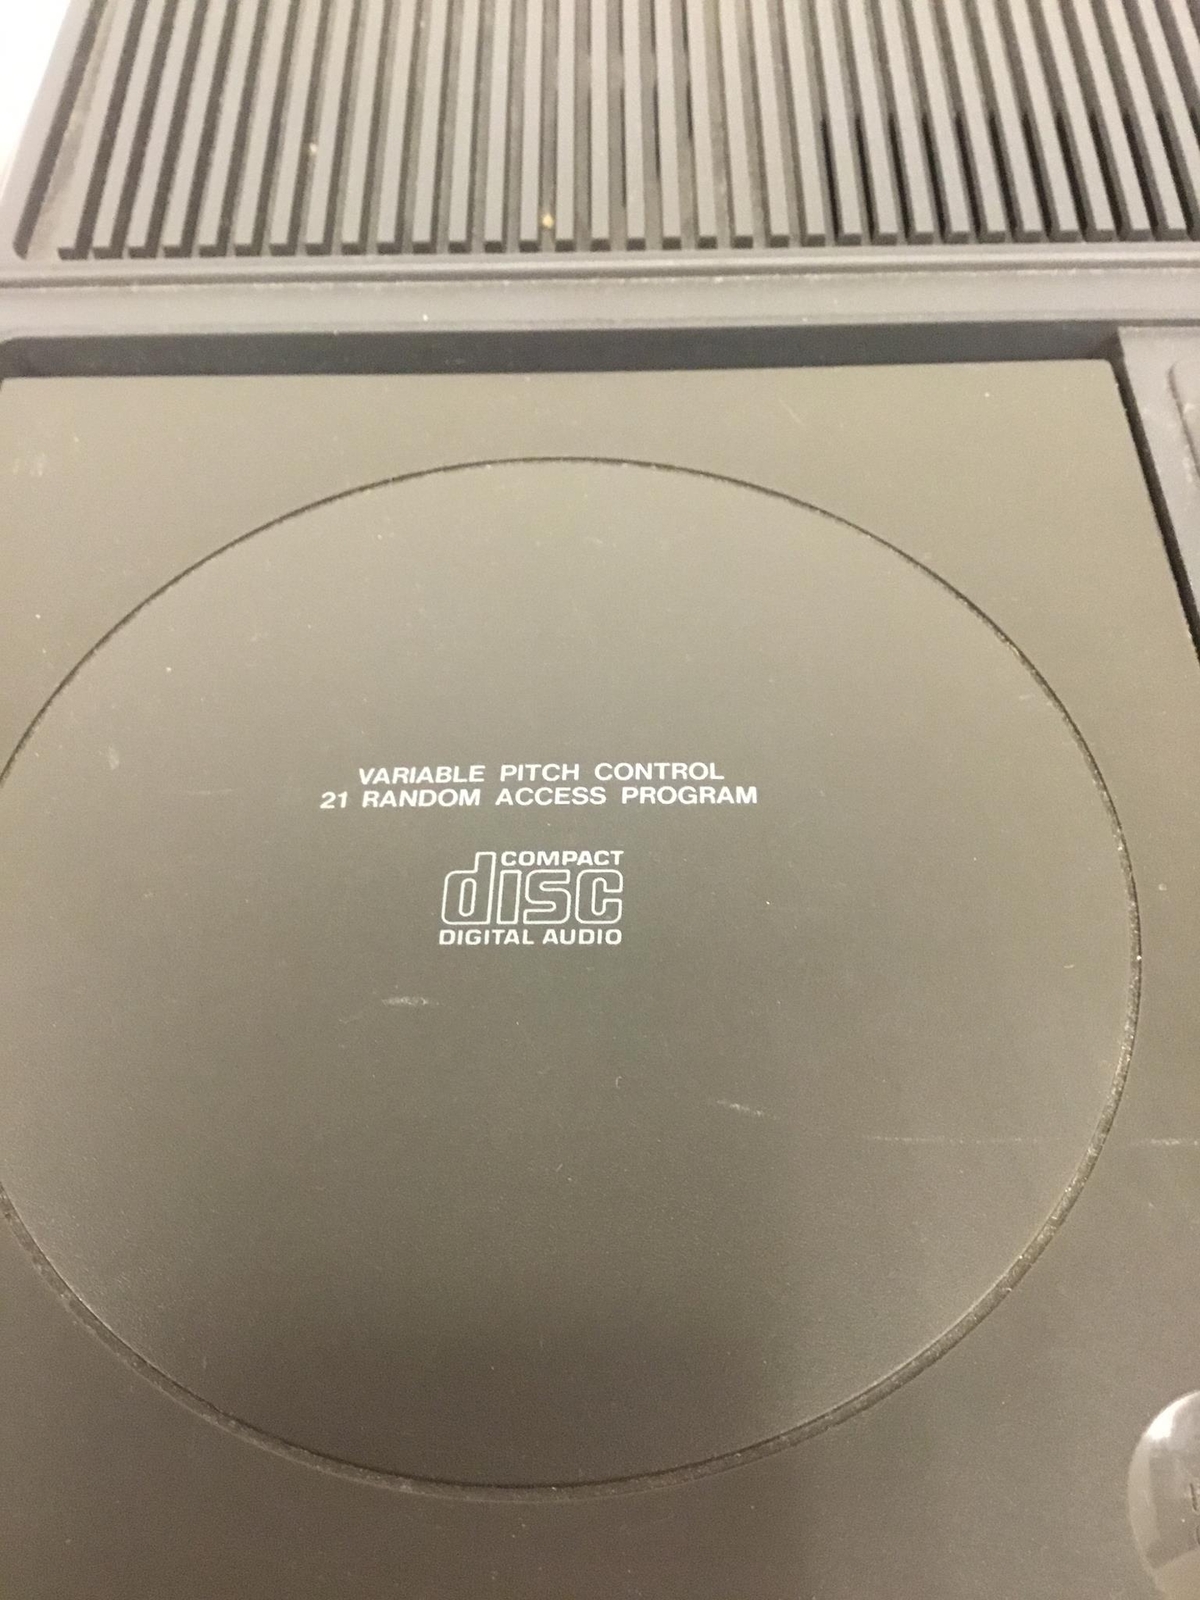 VARIABLE PITCH CONTROL
21 RANDOM ACCESS PROGRAM
COMPACT
disc
DIGITAL AUDIO